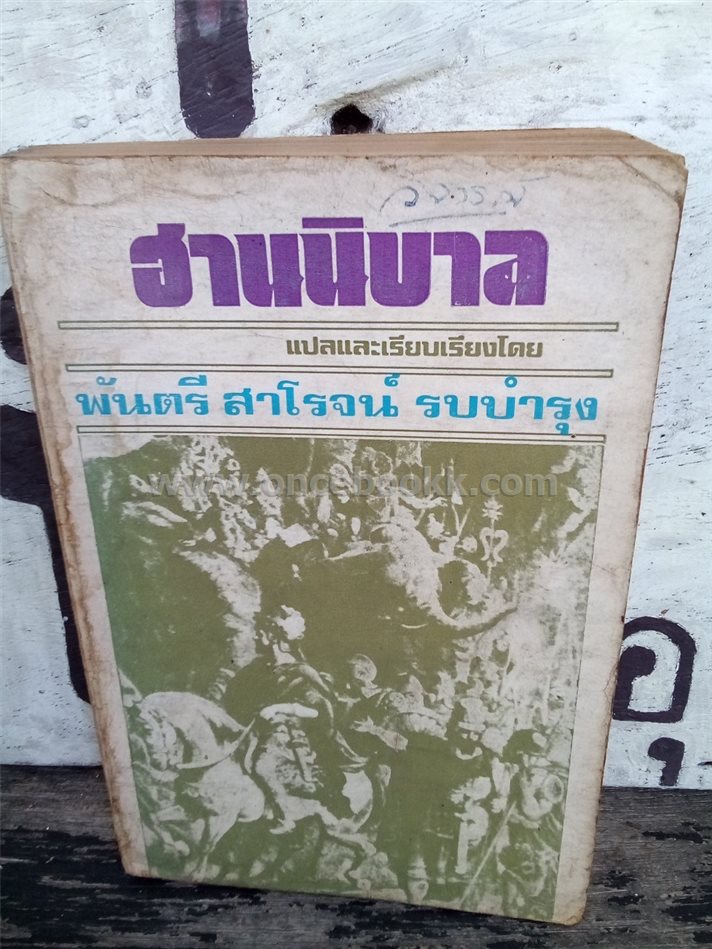 ฮานนิบาล
แปลและเรียบเรียงโดย
พันตรี สาโรจน์ รบบำรุง
www.oncebookk.com
อุ